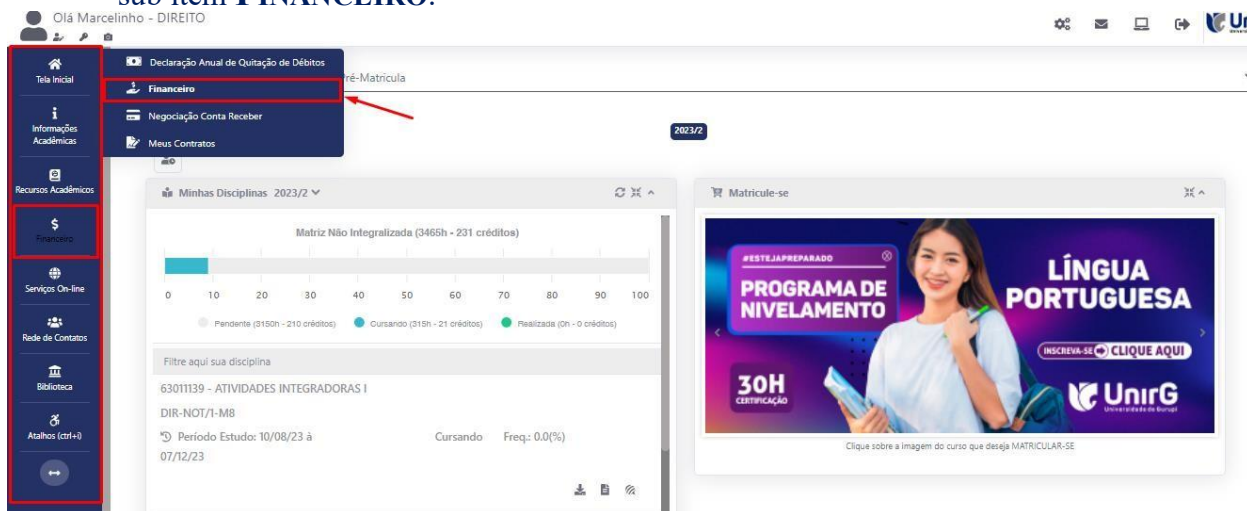 sub item FINANCEIRO.
Olá Marcelinho - DIREITO
Tela Inicial
Informações
Acadêmicas
Recursos Acadêmicos
$
Financeiro
Serviços On-line
Rede de Contatos
Biblioteca
Atalhos (ctrl+i)
Declaração Anual de Quitação de Débitos
Financeiro
Negociação Conta Receber
Meus Contratos
Pré-Matricula
2023/2
Minhas Disciplinas 2023/2
Matriz Não Integralizada (3465h - 231 créditos)
0 10 20 30 40 50 60 70 80 90 100
Pendente (3150h - 210 créditos) Cursando (315h - 21 créditos) Realizada (0h - 0 créditos)
Filtre aqui sua disciplina
63011139 - ATIVIDADES INTEGRADORAS I
DIR-NOT/1-M8
Período Estudo: 10/08/23 à Cursando Freq.: 0.0(%)
07/12/23
Matricule-se
#ESTEJAPREPARADO
PROGRAMA DE
NIVELAMENTO
30H
CERTIFICAÇÃO
LÍNGUA
PORTUGUESA
INSCREVA-SE CLIQUE AQUI
UnirG
Universidade de Gurupi
Clique sobre a imagem do curso que deseja MATRICULAR-SE